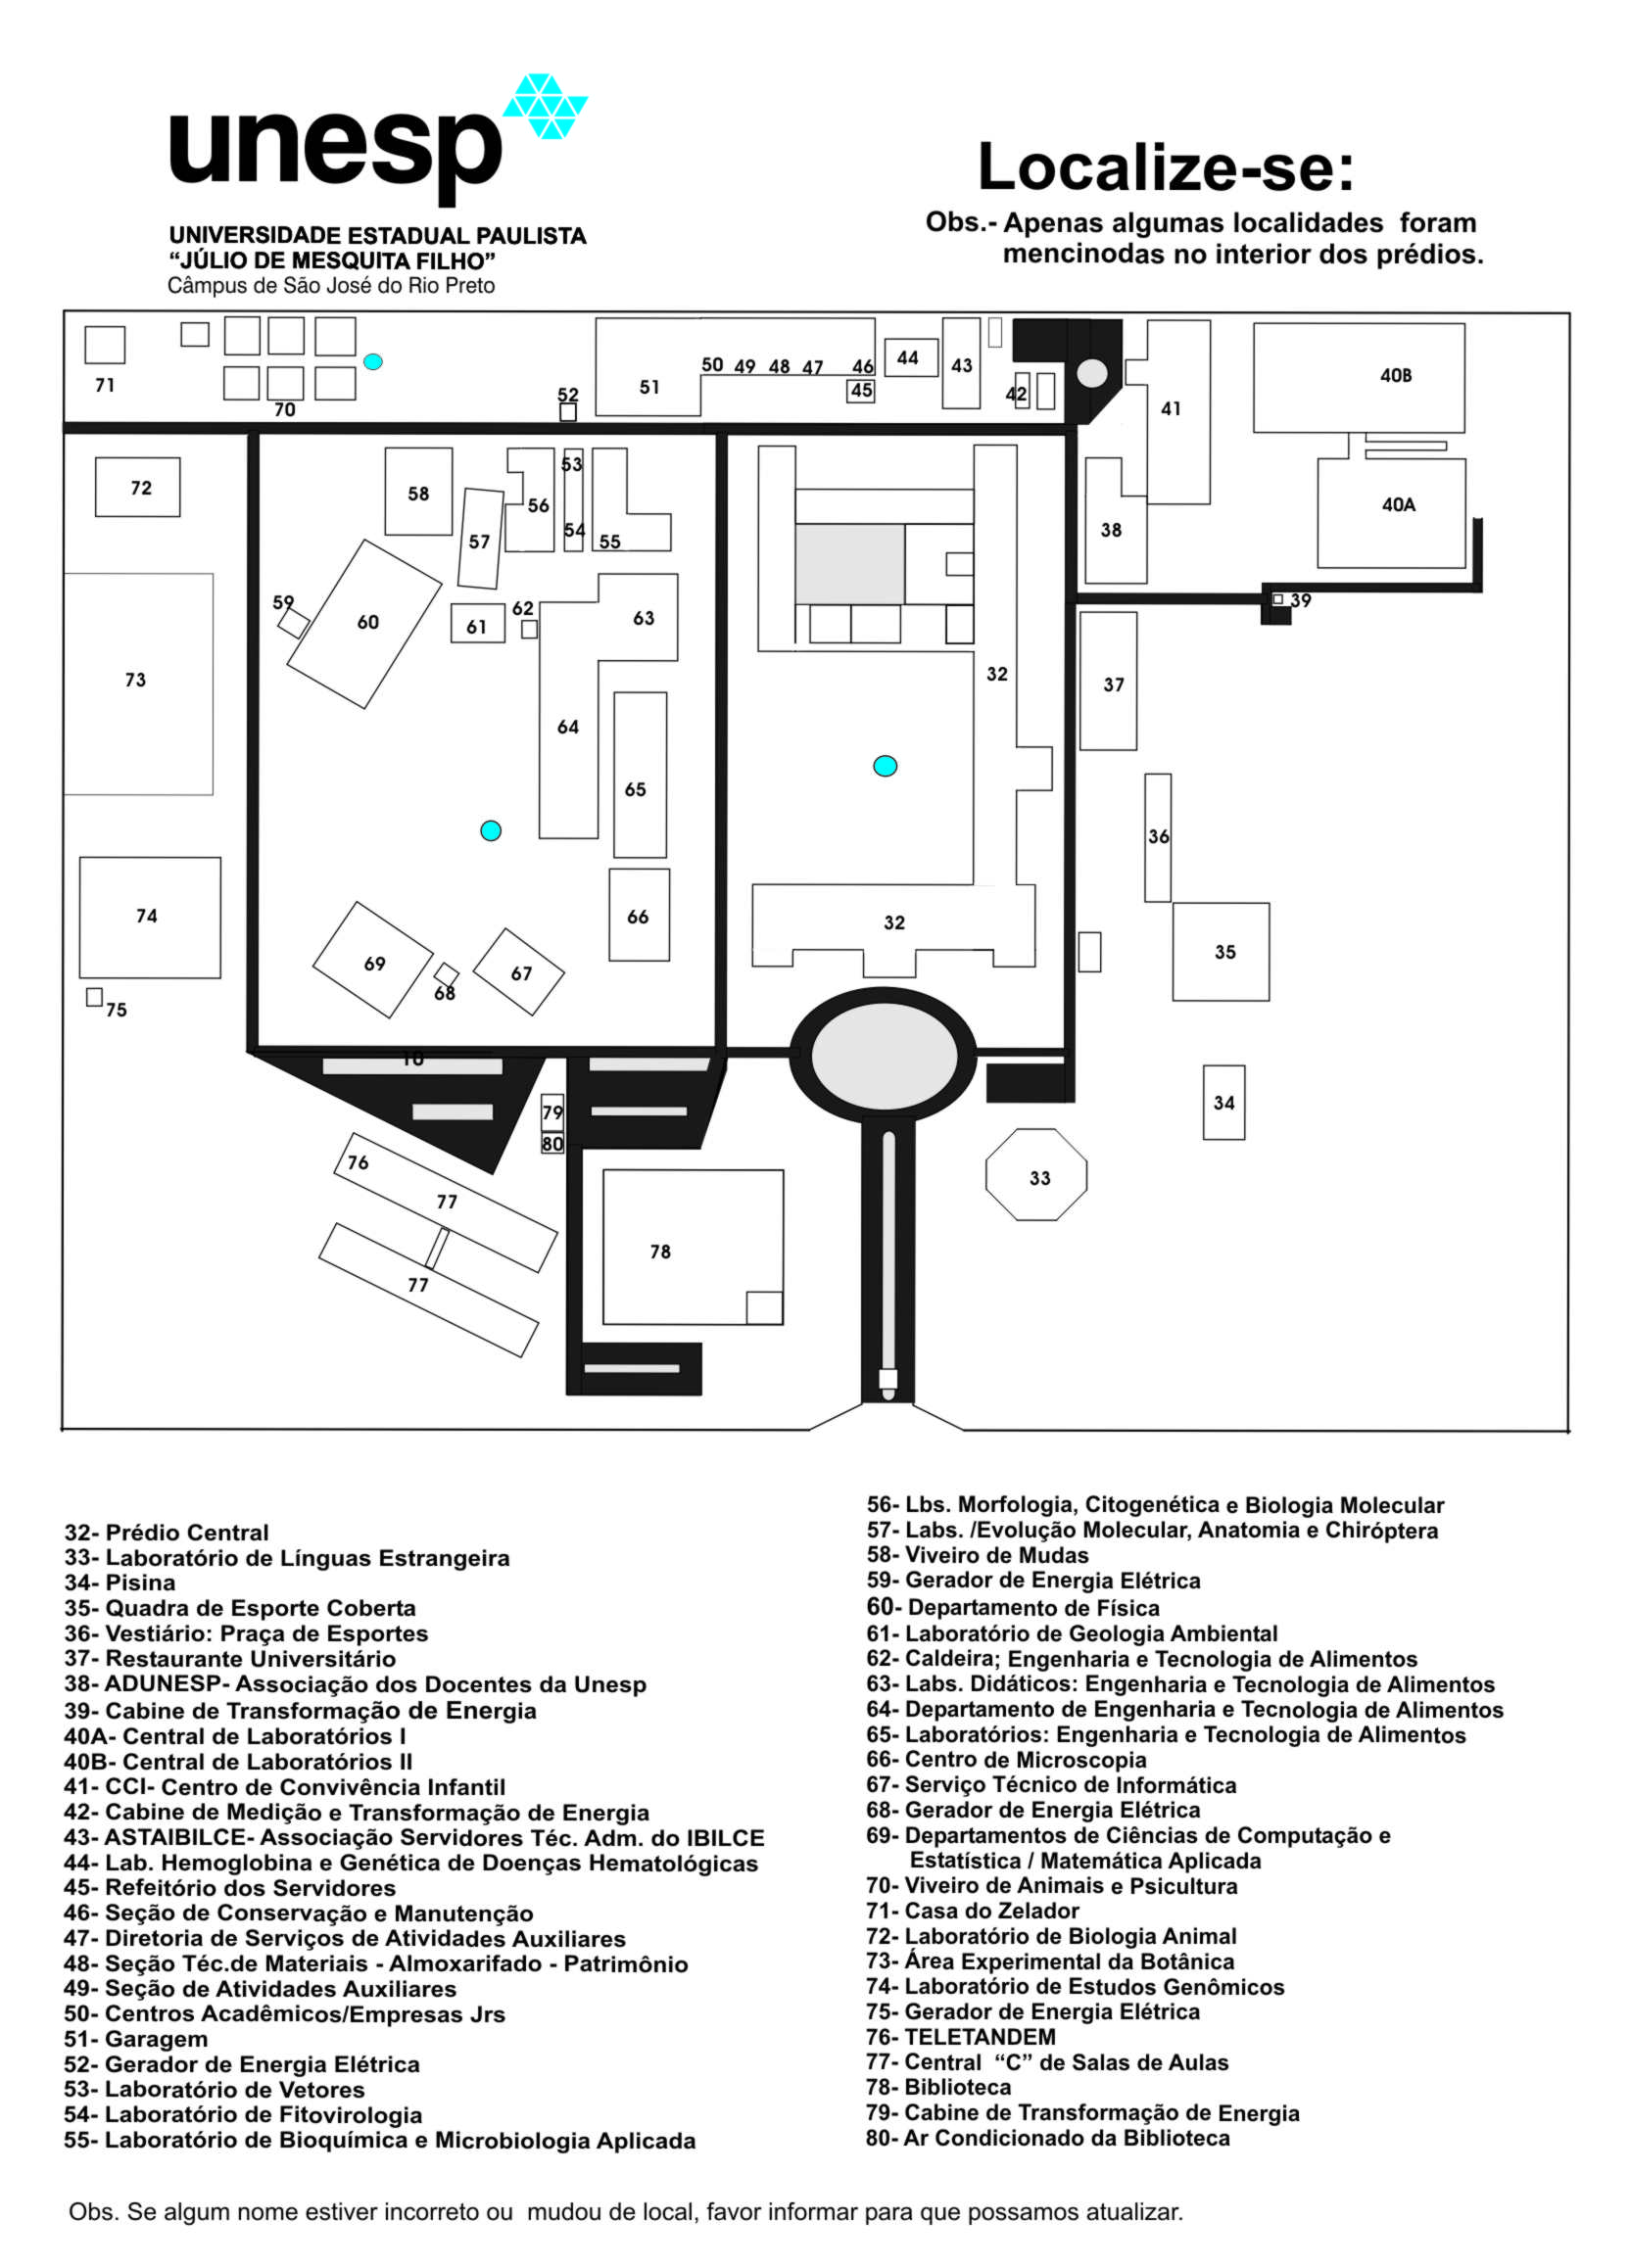 unesp
UNIVERSIDADE ESTADUAL PAULISTA
“JÚLIO DE MESQUITA FILHO”
Câmpus de São José do Rio Preto
Localize-se:
Obs.- Apenas algumas localidades foram
mencinodas no interior dos prédios.
71
70
52
51
50 49 48 47 46
45
44
43
42
41
40B
40A
38
39
72
58
57
56
53
54
55
59
60
61
62
63
73
64
65
32
37
36
74
66
32
35
69
68
67
75
10
79
80
34
33
76
77
77
78
32- Prédio Central
33- Laboratório de Línguas Estrangeira
34- Pisina
35- Quadra de Esporte Coberta
36- Vestiário: Praça de Esportes
37- Restaurante Universitário
38- ADUNESP- Associação dos Docentes da Unesp
39- Cabine de Transformação de Energia
40A- Central de Laboratórios I
40B- Central de Laboratórios II
41- CCI- Centro de Convivência Infantil
42- Cabine de Medição e Transformação de Energia
43- ASTAIBILCE- Associação Servidores Téc. Adm. do IBILCE
44- Lab. Hemoglobina e Genética de Doenças Hematológicas
45- Refeitório dos Servidores
46- Seção de Conservação e Manutenção
47- Diretoria de Serviços de Atividades Auxiliares
48- Seção Téc.de Materiais - Almoxarifado - Patrimônio
49- Seção de Atividades Auxiliares
50- Centros Acadêmicos/Empresas Jrs
51- Garagem
52- Gerador de Energia Elétrica
53- Laboratório de Vetores
54- Laboratório de Fitovirologia
55- Laboratório de Bioquímica e Microbiologia Aplicada
56- Lbs. Morfologia, Citogenética e Biologia Molecular
57- Labs. /Evolução Molecular, Anatomia e Chiróptera
58- Viveiro de Mudas
59- Gerador de Energia Elétrica
60- Departamento de Física
61- Laboratório de Geologia Ambiental
62- Caldeira; Engenharia e Tecnologia de Alimentos
63- Labs. Didáticos: Engenharia e Tecnologia de Alimentos
64- Departamento de Engenharia e Tecnologia de Alimentos
65- Laboratórios: Engenharia e Tecnologia de Alimentos
66- Centro de Microscopia
67- Serviço Técnico de Informática
68- Gerador de Energia Elétrica
69- Departamentos de Ciências de Computação e
Estatística / Matemática Aplicada
70- Viveiro de Animais e Psicultura
71- Casa do Zelador
72- Laboratório de Biologia Animal
73- Área Experimental da Botânica
74- Laboratório de Estudos Genômicos
75- Gerador de Energia Elétrica
76- TELETANDEM
77- Central “C” de Salas de Aulas
78- Biblioteca
79- Cabine de Transformação de Energia
80- Ar Condicionado da Biblioteca
Obs. Se algum nome estiver incorreto ou mudou de local, favor informar para que possamos atualizar.